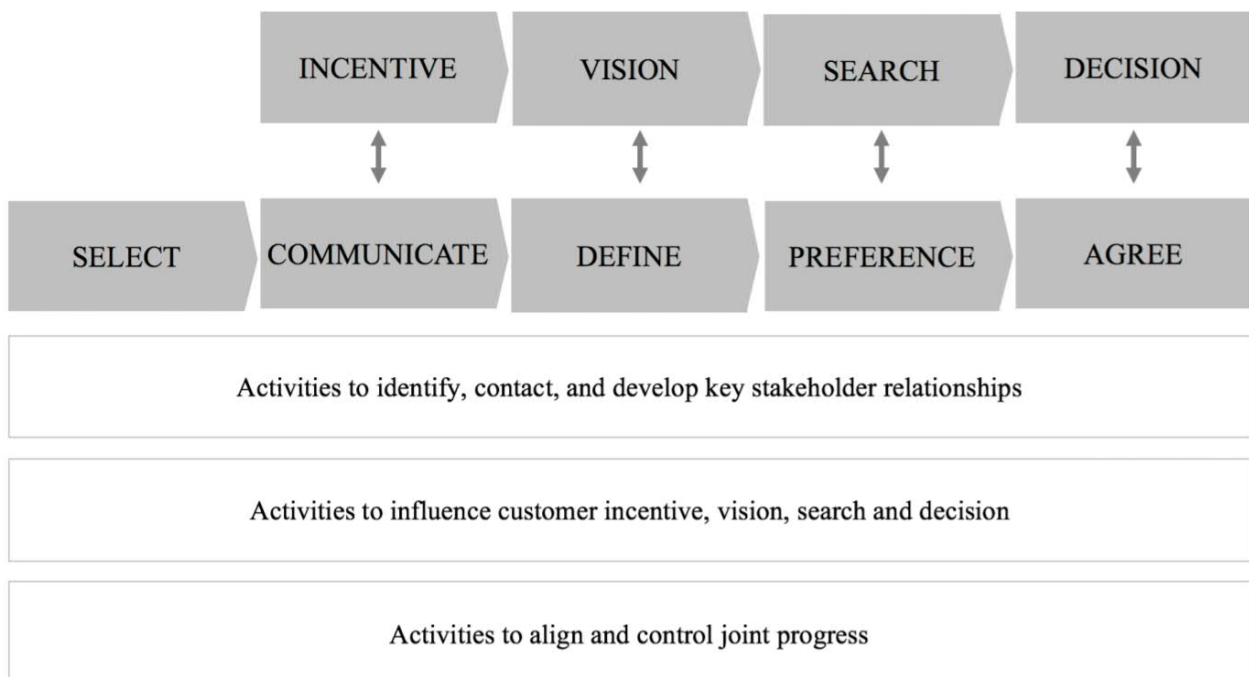 INCENTIVE
VISION
SEARCH
DECISION
SELECT
COMMUNICATE
DEFINE
PREFERENCE
AGREE
Activities to identify, contact, and develop key stakeholder relationships
Activities to influence customer incentive, vision, search and decision
Activities to align and control joint progress